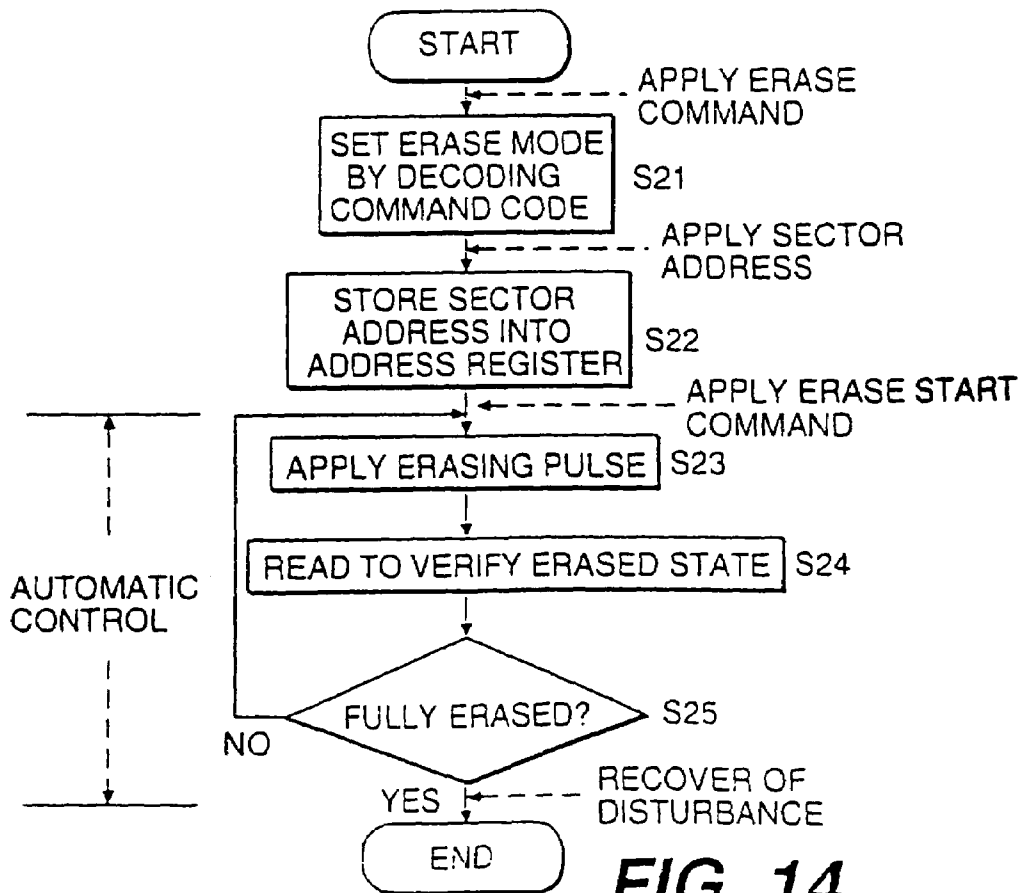 START
APPLY ERASE
COMMAND
SET ERASE MODE
BY DECODING
COMMAND CODE
S21
APPLY SECTOR
ADDRESS
STORE SECTOR
ADDRESS INTO
ADDRESS REGISTER
S22
APPLY ERASE START
COMMAND
APPLY ERASING PULSE
S23
READ TO VERIFY ERASED STATE
S24
AUTOMATIC
CONTROL
FULLY ERASED?
S25
NO
YES
RECOVER OF
DISTURBANCE
END
FIG. 14